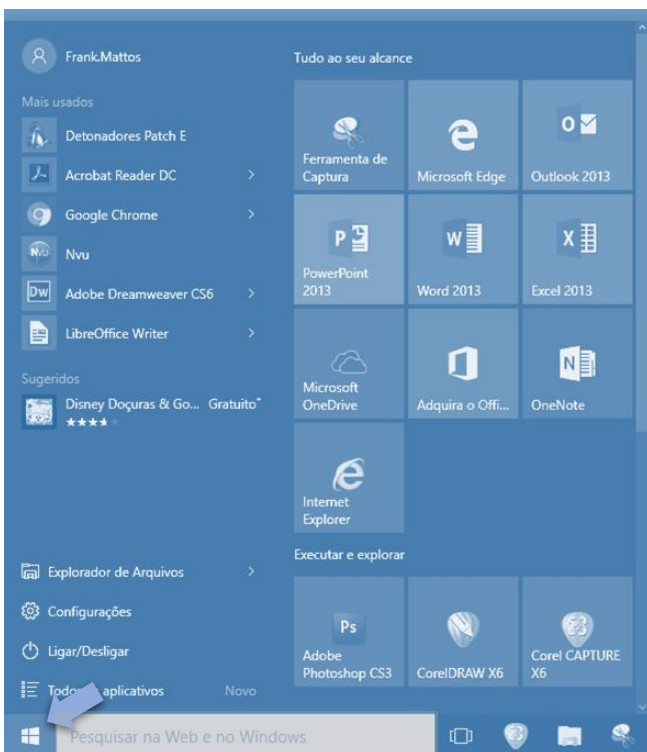 Frank.Mattos
Mais usados
Detonadores Patch E
Acrobat Reader DC
Google Chrome
Nvu
Adobe Dreamweaver CS6
LibreOffice Writer
Sugeridos
Disney Doçuras & Go... Gratuito*
Explorador de Arquivos
Configurações
Ligar/Desligar
aplicativos Novo
Pesquisar na Web e no Windows
Tudo ao seu alcance
Ferramenta de
Captura
Microsoft Edge
Outlook 2013
PowerPoint
2013
Word 2013
Excel 2013
Microsoft
OneDrive
Adquira o Offi...
OneNote
Internet
Explorer
Executar e explorar
Adobe
Photoshop CS3
CorelDRAW X6
Corel CAPTURE
X6